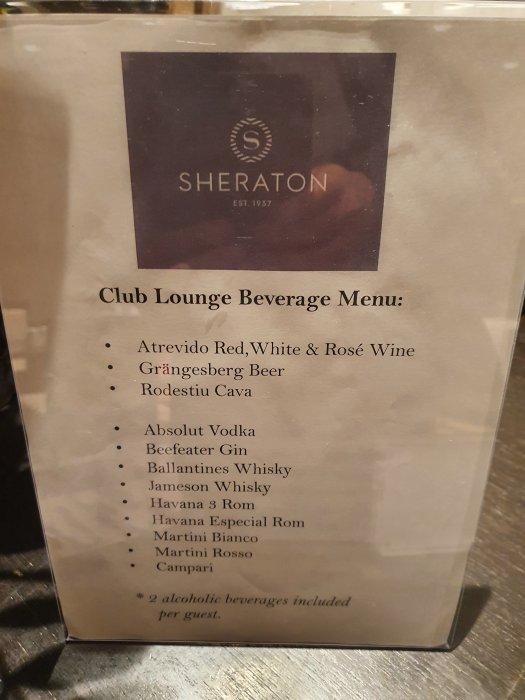 S
SHERATON
EST. 1937
Club Lounge Beverage Menu:
• Atrevido Red,White & Rosé Wine
• Grängesberg Beer
• Rodestiu Cava
• Absolut Vodka
• Beefeater Gin
• Ballantines Whisky
• Jameson Whisky
• Havana 3 Rom
• Havana Especial Rom
• Martini Bianco
• Martini Rosso
• Campari
* 2 alcoholic beverages included
per guest.